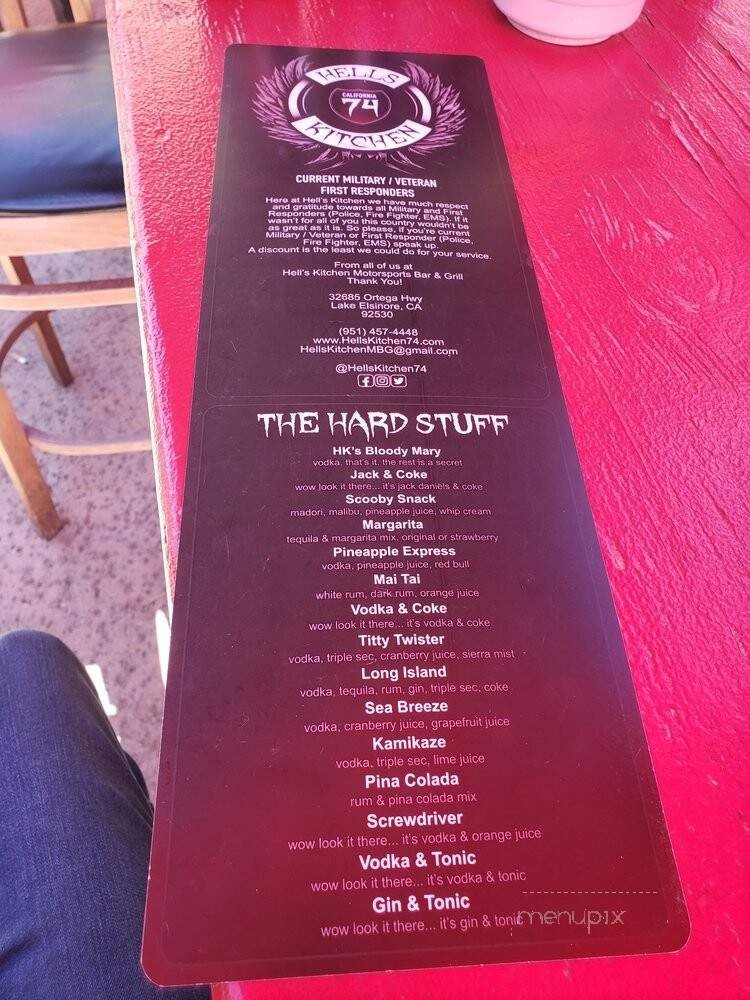 HELLS
CALIFORNIA
74
KITCHEN
CURRENT MILITARY / VETERAN
FIRST RESPONDERS
Here at Hell's Kitchen we have much respect
and gratitude towards all Military and First
Responders (Police, Fire Fighter, EMS). If it
wasn't for all of you this country wouldn't be
as great as it is. So please, if you're current
Military / Veteran or First Responder (Police,
Fire Fighter, EMS) speak up.
A discount is the least we could do for your service.
From all of us at
Hell's Kitchen Motorsports Bar & Grill
Thank You!
32685 Ortega Hwy
Lake Elsinore, CA
92530
(951) 457-4448
www.HellsKitchen74.com
HellsKitchenMBG@gmail.com
@HellsKitchen74
THE HARD STUFF
HK's Bloody Mary
vodka, that's it, the rest is a secret
Jack & Coke
wow look it there... it's jack daniels & coke
Scooby Snack
madori, malibu, pineapple juice, whip cream
Margarita
tequila & margarita mix, original or strawberry
Pineapple Express
vodka, pineapple juice, red bull
Mai Tai
white rum, dark rum, orange juice
Vodka & Coke
wow look it there... it's vodka & coke
Titty Twister
vodka, triple sec, cranberry juice, sierra mist
Long Island
vodka, tequila, rum, gin, triple sec, coke
Sea Breeze
vodka, cranberry juice, grapefruit juice
Kamikaze
vodka, triple sec, lime juice
Pina Colada
rum & pina colada mix
Screwdriver
wow look it there... it's vodka & orange juice
Vodka & Tonic
wow look it there... it's vodka & tonic
Gin & Tonic
wow look it there... it's gin & tonic
menupix